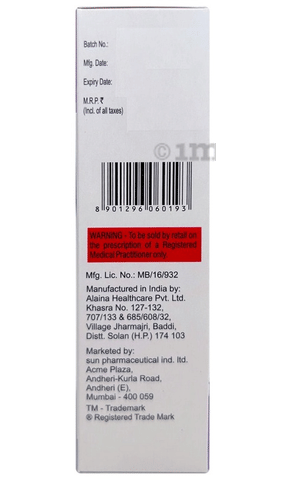 Batch No.:
Mfg. Date:
Expiry Date:
M.R.P. ₹
(Incl. of all taxes)
8 901296 060193
WARNING - To be sold by retail on
the prescription of a Registered
Medical Practitioner only.
Mfg. Lic. No.: MB/16/932
Manufactured in India by:
Alaina Healthcare Pvt. Ltd.
Khasra No. 127-132,
707/133 & 685/608/32,
Village Jharmajri, Baddi,
Distt. Solan (H.P.) 174 103
Marketed by:
sun pharmaceutical ind. ltd.
Acme Plaza,
Andheri-Kurla Road,
Andheri (E),
Mumbai - 400 059
TM - Trademark
® Registered Trade Mark